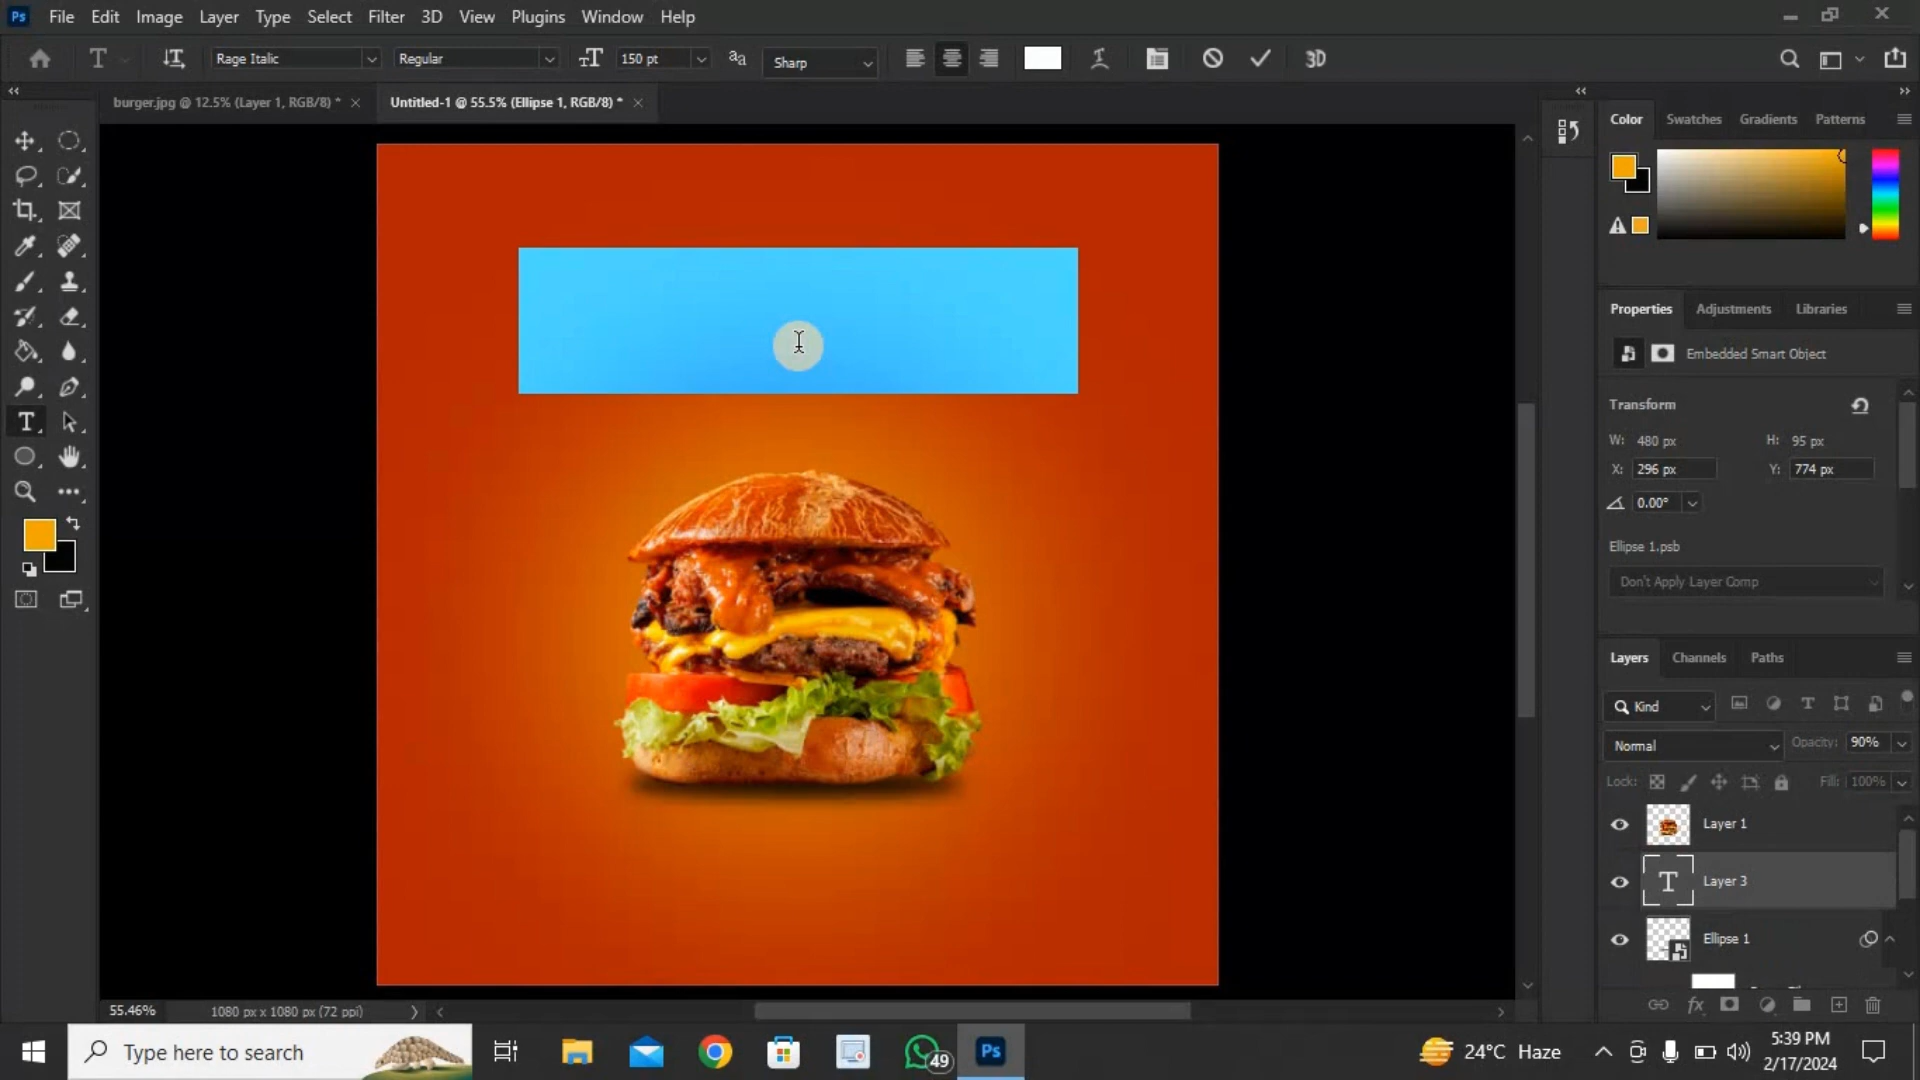 Ps File Edit Image Layer Type Select Filter 3D View Plugins Window Help
T Rage Italic Regular 150 pt aa Sharp 3D
burger.jpg @ 12.5% (Layer 1, RGB/8) * Untitled-1 @ 55.5% (Ellipse 1, RGB/8) *
Color Swatches Gradients Patterns
Properties Adjustments Libraries
Embedded Smart Object
Transform
W: 480 px H: 95 px
X: 296 px Y: 774 px
0.00°
Ellipse 1.psb
Don't Apply Layer Comp
Layers Channels Paths
Kind
Normal Opacity: 90%
Lock: Fill: 100%
Layer 1
T Layer 3
Ellipse 1
fx
55.46% 1080 px x 1080 px (72 ppi)
Type here to search 49 Ps 24°C Haze 5:39 PM
2/17/2024